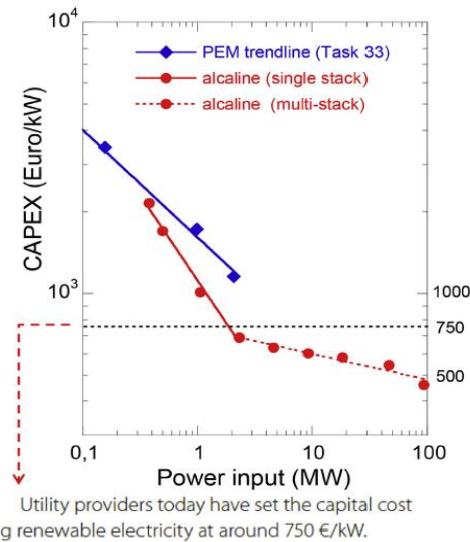 10⁴
PEM trendline (Task 33)
alcaline (single stack)
alcaline (multi-stack)
CAPEX (Euro/kW)
10³
1000
750
500
0,1 1 10 100
Power input (MW)
Utility providers today have set the capital cost
g renewable electricity at around 750 €/kW.